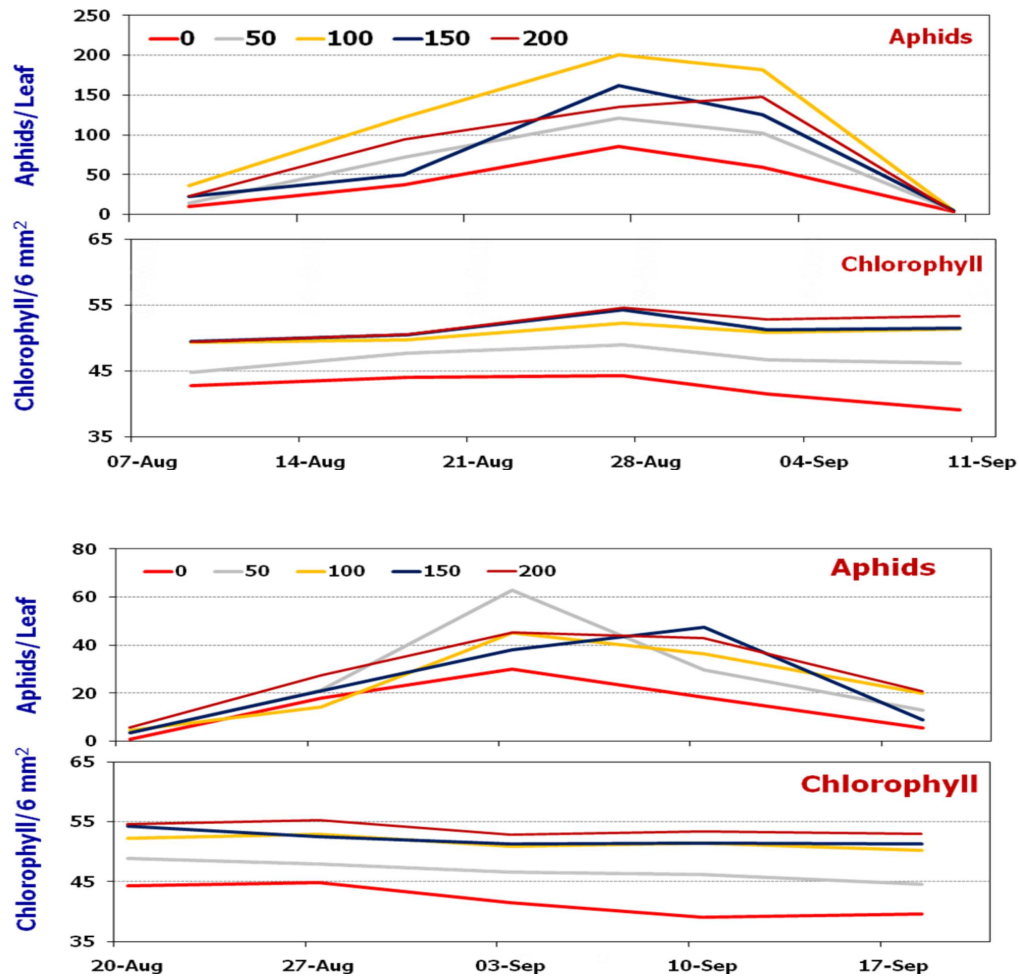 250
200
150
100
50
0
Aphids/Leaf
0 50 100 150 200
Aphids
65
55
45
35
Chlorophyll/6 mm²
Chlorophyll
07-Aug 14-Aug 21-Aug 28-Aug 04-Sep 11-Sep
80
60
40
20
0
Aphids/Leaf
0 50 100 150 200
Aphids
65
55
45
35
Chlorophyll/6 mm²
Chlorophyll
20-Aug 27-Aug 03-Sep 10-Sep 17-Sep